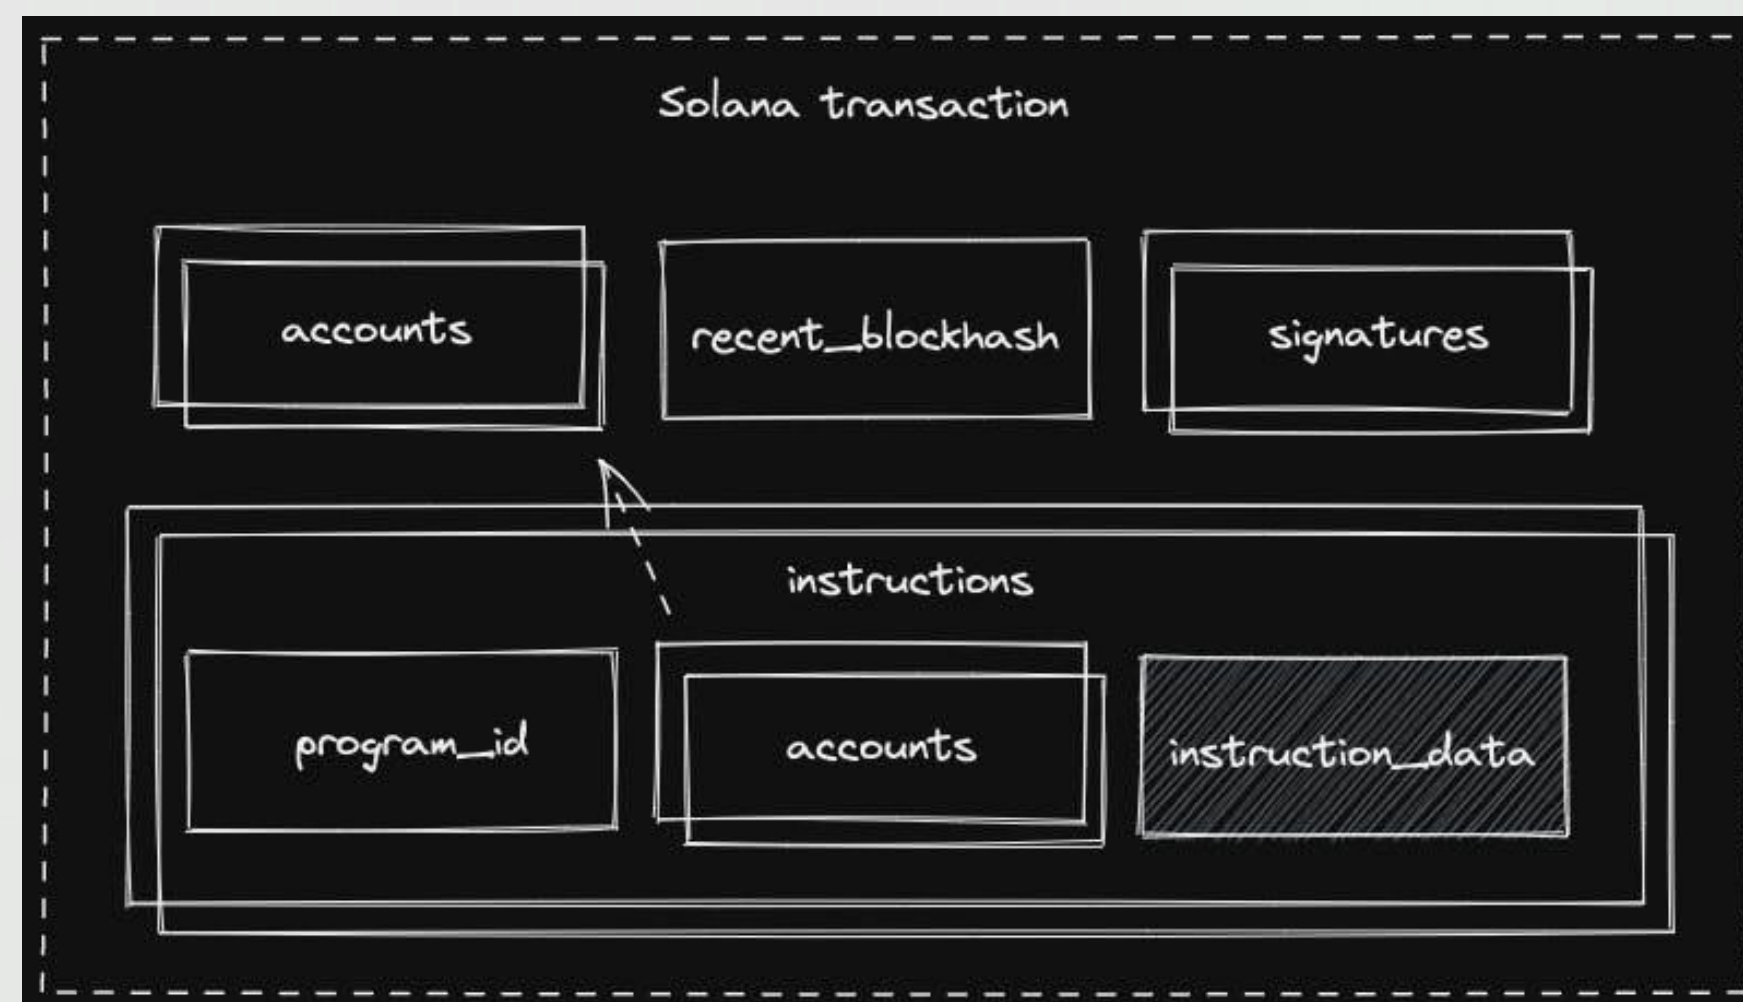 Solana transaction
accounts
recent_blockhash
signatures
instructions
program_id
accounts
instruction_data